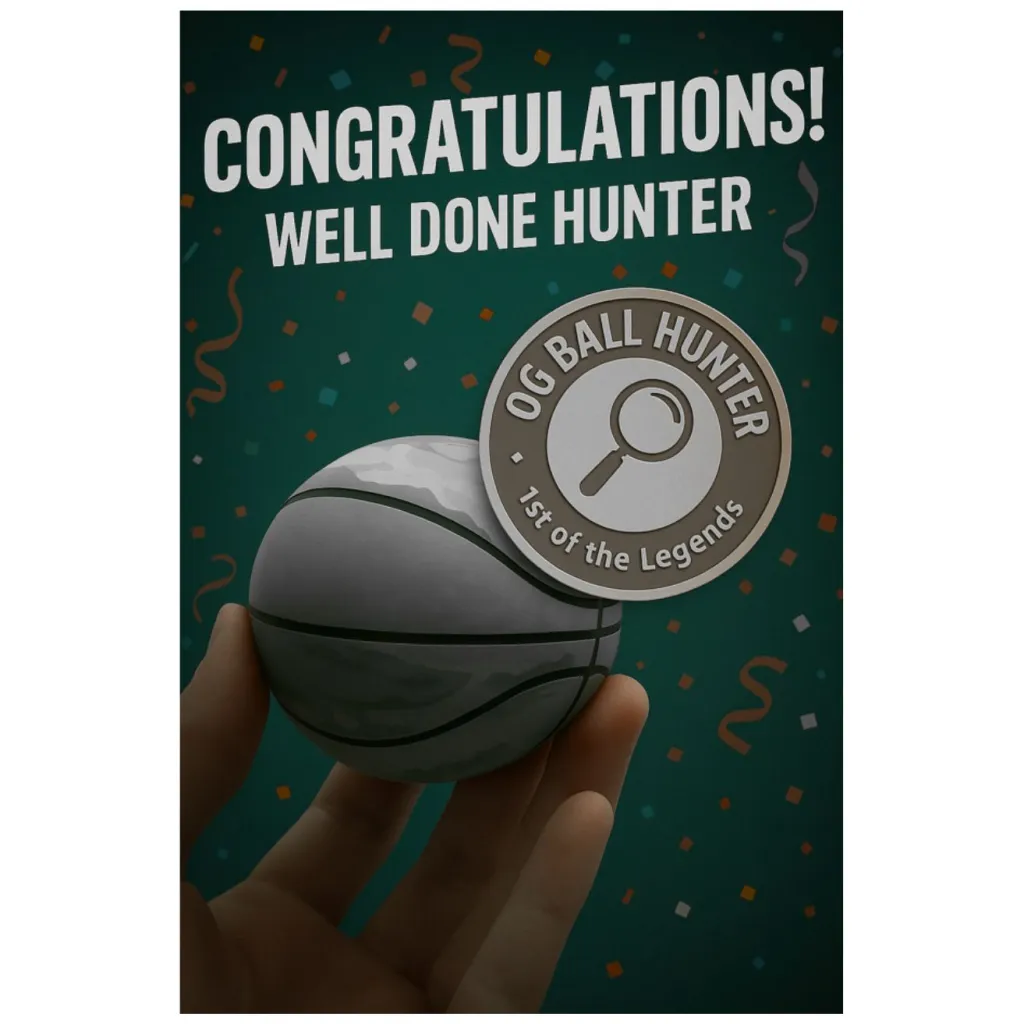 CONGRATULATIONS!
WELL DONE HUNTER
OG BALL HUNTER
1st of the Legends